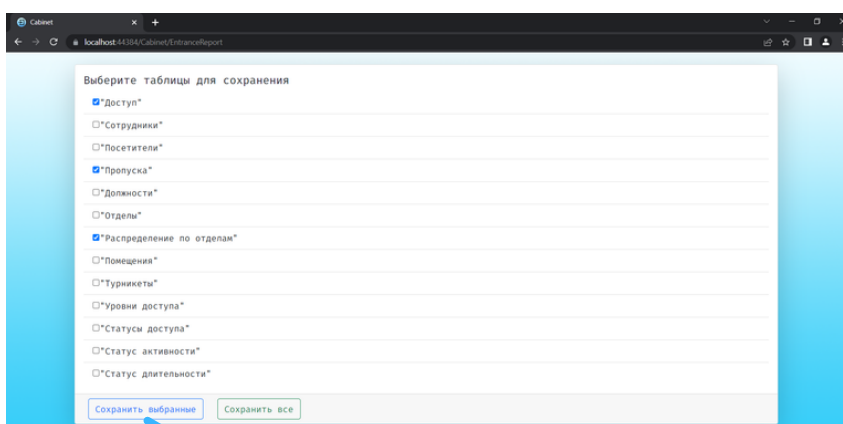 Cabinet
localhost:44384/Cabinet/EntranceReport
Выберите таблицы для сохранения
"Доступ"
"Сотрудники"
"Посетители"
"Пропуска"
"Должности"
"Отделы"
"Распределение по отделам"
"Помещения"
"Турникеты"
"Уровни доступа"
"Статусы доступа"
"Статус активности"
"Статус длительности"
Сохранить выбранные Сохранить все